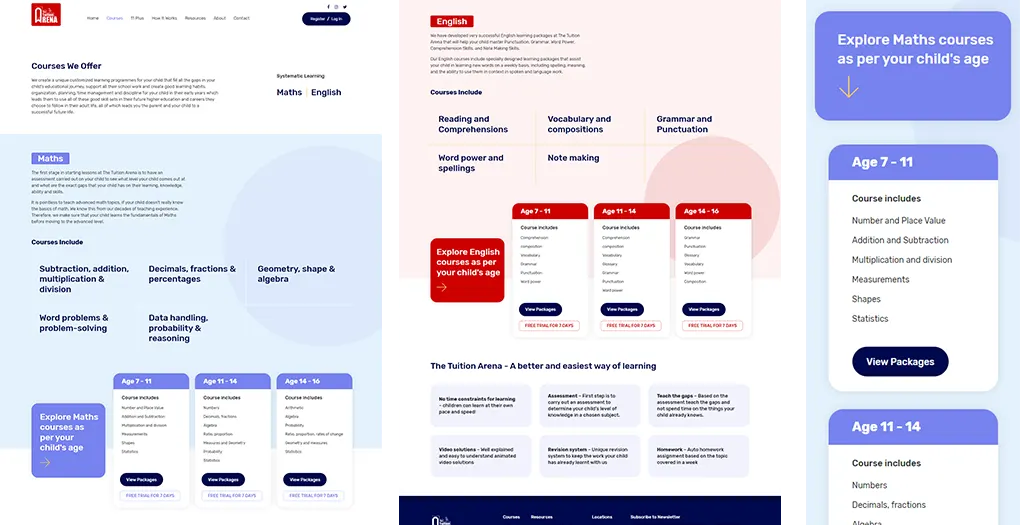 The Tuition
ARENA
Home Courses 11 Plus How It Works Resources About Contact
Register / Log in
Courses We Offer
We create a unique customized learning programmes for your child that fill all the gaps in your
child's educational journey, support all their school work and create good learning habits,
organization, planning, time management and discipline for your child in their early years which
leads them to use all of these good skills sets in their future higher education and careers they
choose to follow in their adult life, all of which leads you the parent and your child to a
successful future life.
Systematic Learning
Maths English
Maths
The first stage in starting lessons at The Tuition Arena is to have an
assessment carried out on your child to see what level your child comes out at
and what are the exact gaps that your child has on their learning, knowledge,
ability and skills.
It is pointless to teach advanced math topics, if your child doesn't really know
the basics of math. We know this from our decades of teaching experience.
Therefore, we make sure that your child learns the fundamentals of Maths
before moving to the advanced level.
Courses Include
Subtraction, addition,
multiplication &
division
Decimals, fractions &
percentages
Geometry, shape &
algebra
Word problems &
problem-solving
Data handling,
probability &
reasoning
Explore Maths
courses as
per your
child's age
Age 7 - 11
Course includes
Number and Place Value
Addition and Subtraction
Multiplication and division
Measurements
Shapes
Statistics
View Packages
FREE TRIAL FOR 7 DAYS
Age 11 - 14
Course includes
Numbers
Decimals, fractions
Algebra
Ratio, proportion
Measures and Geometry
Probability
Statistics
View Packages
FREE TRIAL FOR 7 DAYS
Age 14 - 16
Course includes
Arithmetic
Algebra
Probability
Ratio, proportion, rates of change
Geometry and measures
Statistics
View Packages
FREE TRIAL FOR 7 DAYS
English
We have developed very successful English learning packages at The Tuition
Arena that will help your child master Punctuation, Grammar, Word Power,
Comprehension Skills, and Note Making Skills.
Our English courses include specially designed learning packages that assist
your child in learning new words on a weekly basis, including spelling, meaning,
and the ability to use them in context in spoken and language work.
Courses Include
Reading and
Comprehensions
Vocabulary and
compositions
Grammar and
Punctuation
Word power and
spellings
Note making
Explore English
courses as per
your child's age
Age 7 - 11
Course includes
Comprehension
composition
Vocabulary
Grammar
Punctuation
Word power
View Packages
FREE TRIAL FOR 7 DAYS
Age 11 - 14
Course includes
Comprehension
composition
Glossary
Vocabulary
Grammar
Punctuation
Word power
View Packages
FREE TRIAL FOR 7 DAYS
Age 14 - 16
Course includes
Grammar
Punctuation
Glossary
Vocabulary
Word power
Composition
View Packages
FREE TRIAL FOR 7 DAYS
The Tuition Arena - A better and easiest way of learning
No time constraints for learning
- children can learn at their own
pace and speed!
Assessment - First step is to
carry out an assessment to
determine your child's level of
knowledge in a chosen subject.
Teach the gaps - Based on the
assessment teach the gaps and
not spend time on the things your
child already knows.
Video solutions - Well explained
and easy to understand animated
video solutions
Revision system - Unique revision
system to keep the work your child
has already learnt with us
Homework - Auto homework
assignment based on the topic
covered in a week
The Tuition
Courses Resources Locations Subscribe to Newsletter
Explore Maths courses
as per your child's age
Age 7 - 11
Course includes
Number and Place Value
Addition and Subtraction
Multiplication and division
Measurements
Shapes
Statistics
View Packages
Age 11 - 14
Course includes
Numbers
Decimals, fractions
Algebra